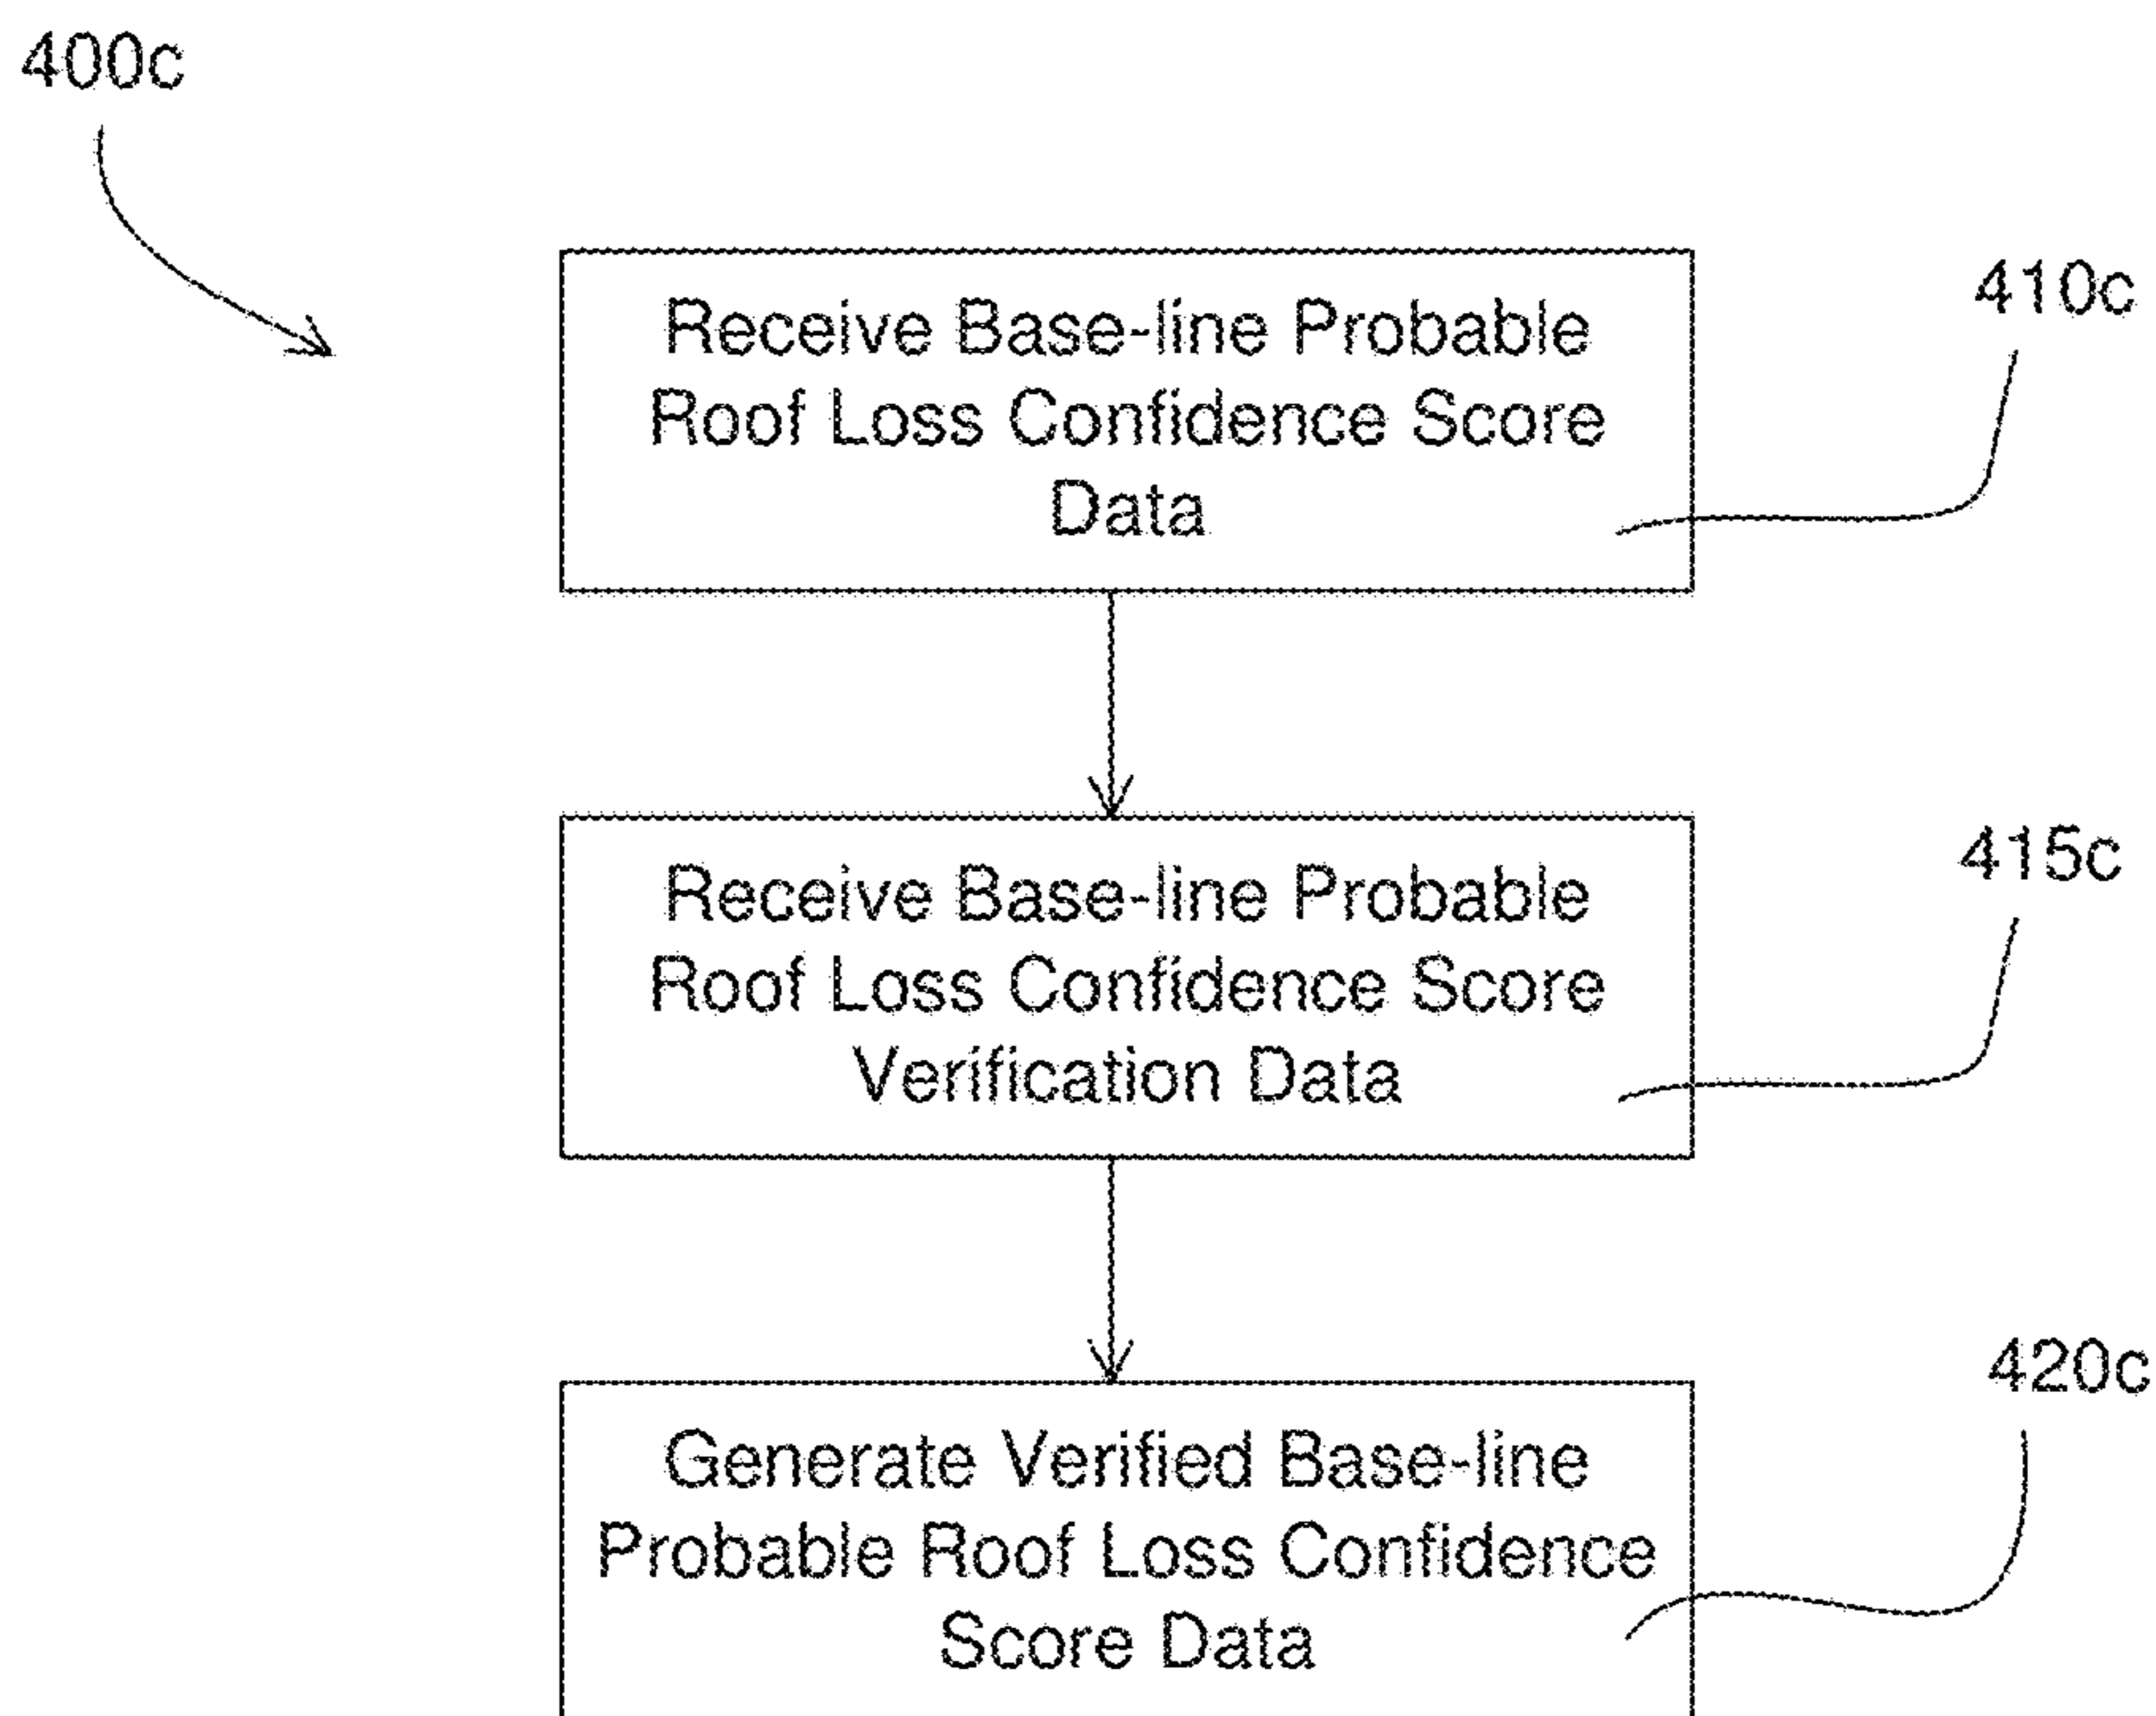 400c
Receive Base-line Probable
Roof Loss Confidence Score
Data
410c
Receive Base-line Probable
Roof Loss Confidence Score
Verification Data
415c
Generate Verified Base-line
Probable Roof Loss Confidence
Score Data
420c